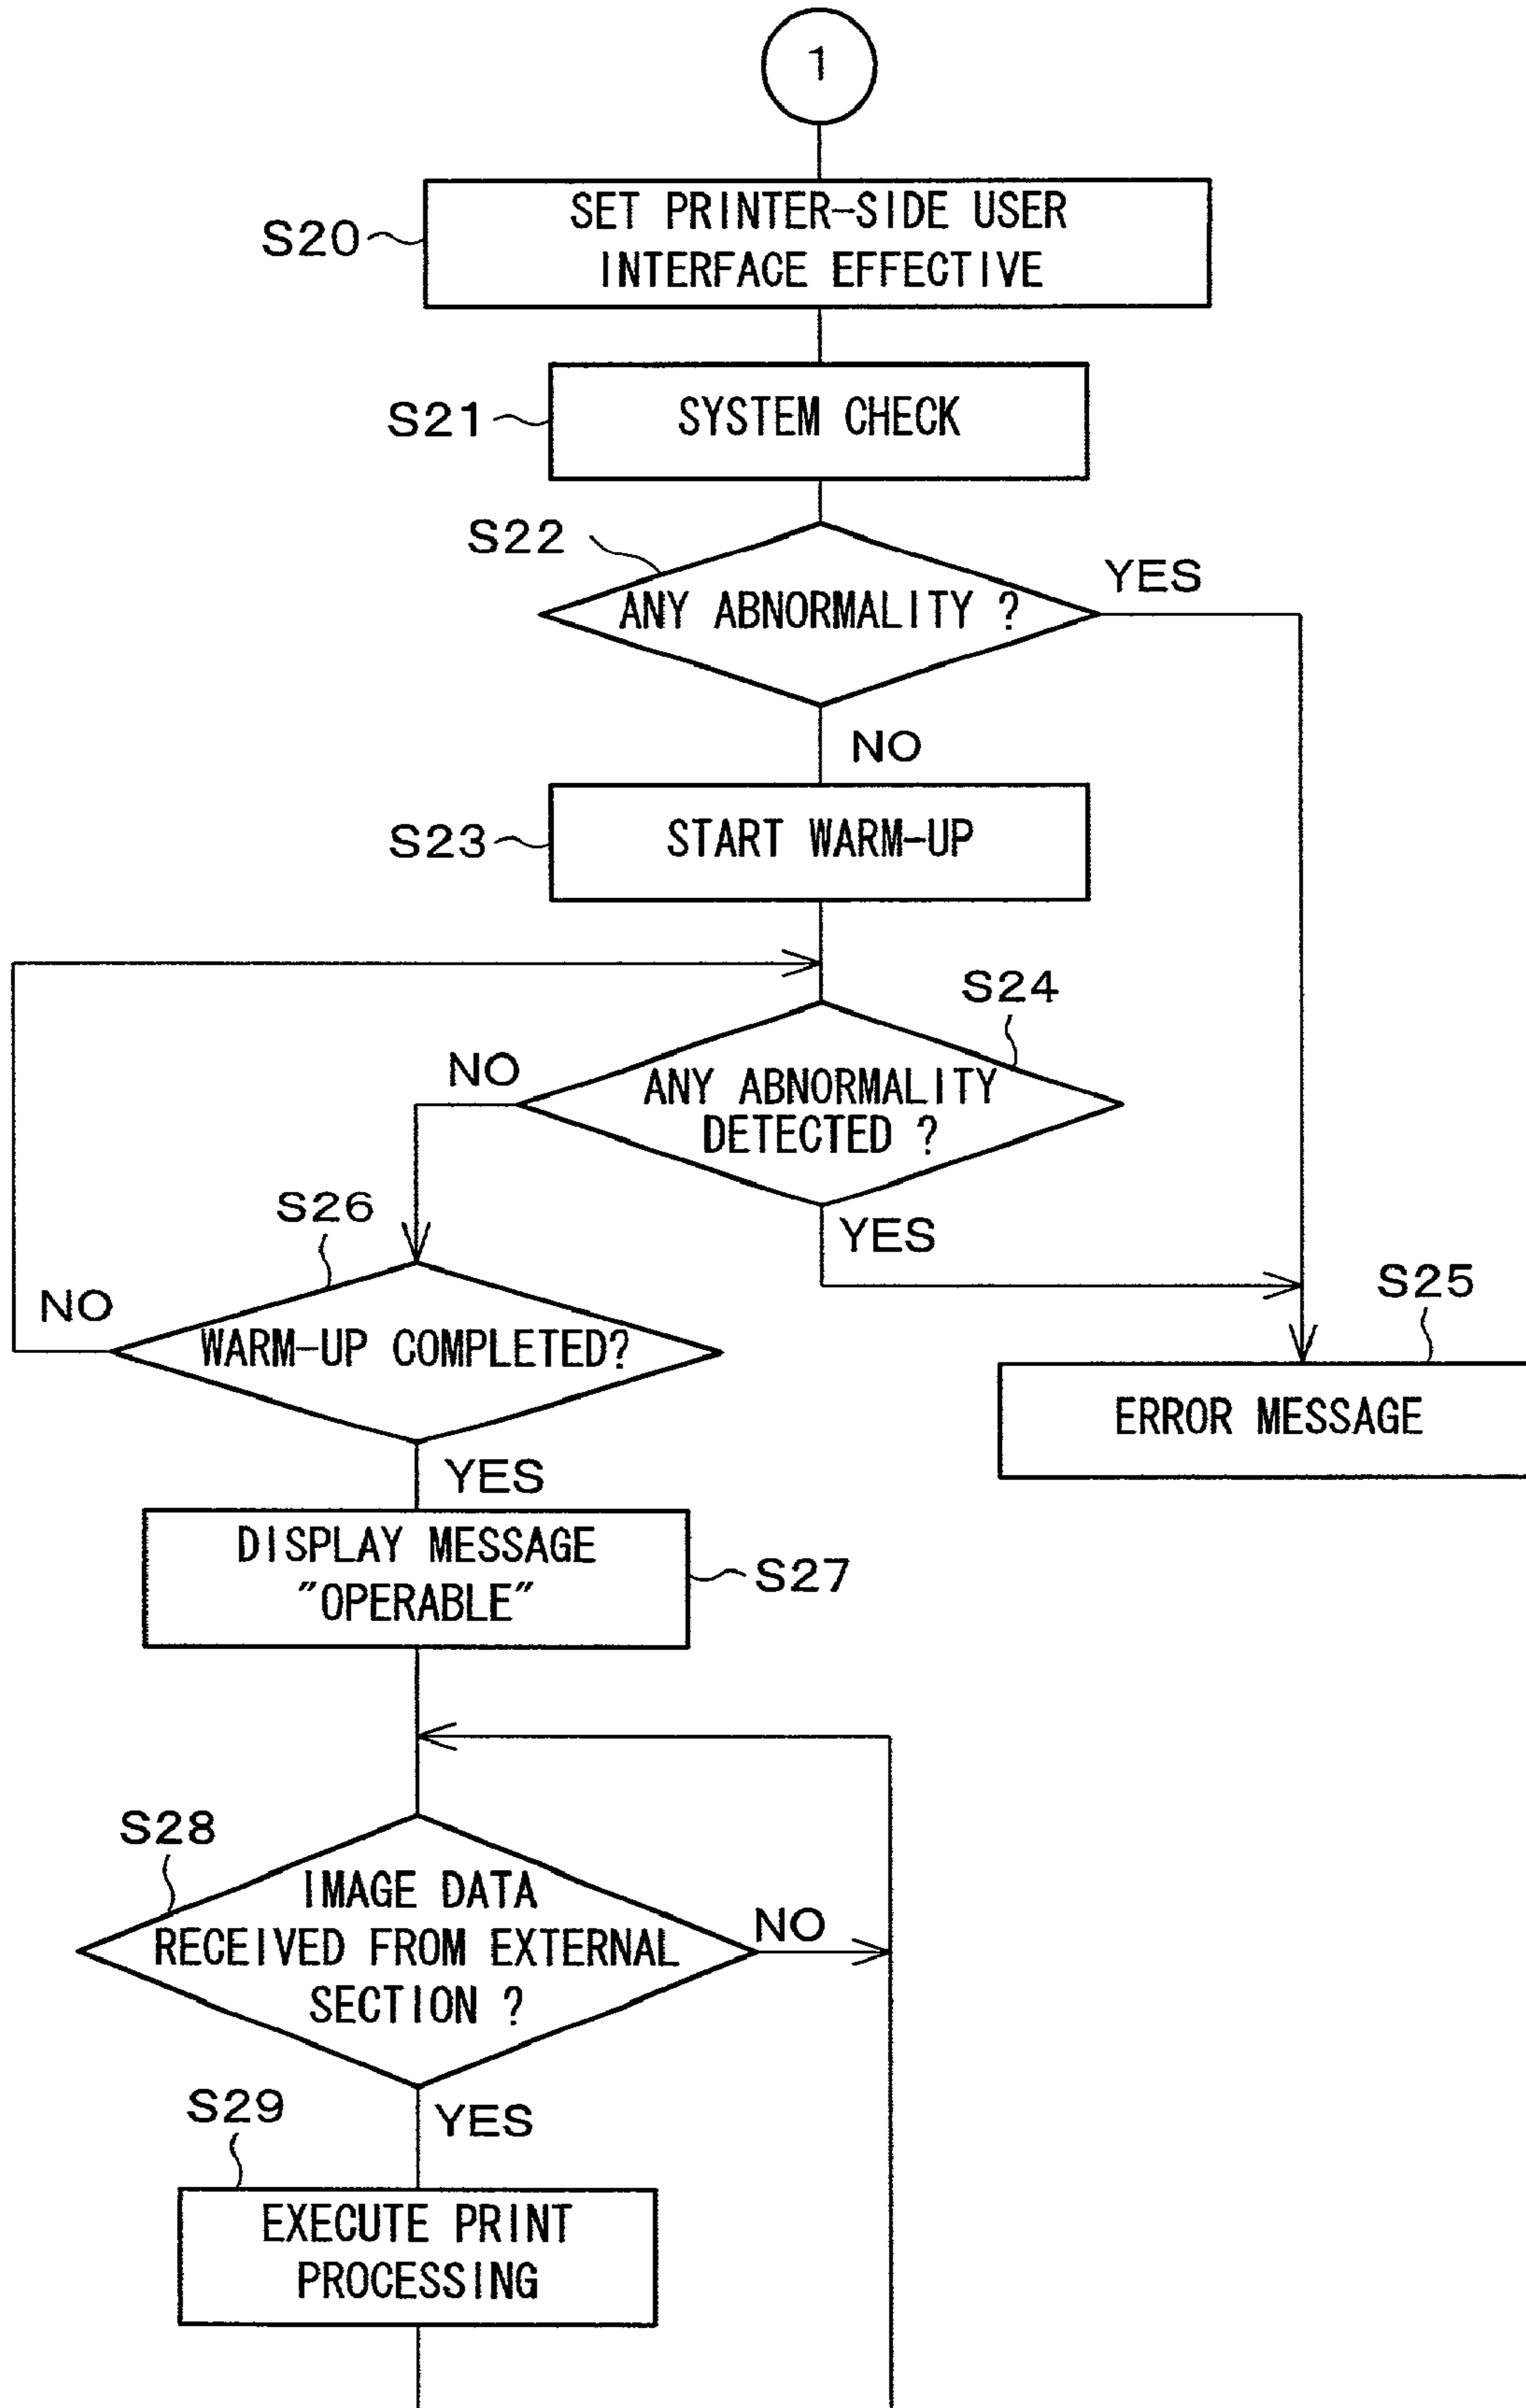 1
SET PRINTER-SIDE USER
INTERFACE EFFECTIVE
S20
SYSTEM CHECK
S21
S22
YES
ANY ABNORMALITY ?
NO
START WARM-UP
S23
S24
NO
ANY ABNORMALITY
DETECTED ?
S26
YES
S25
NO
WARM-UP COMPLETED?
ERROR MESSAGE
YES
DISPLAY MESSAGE
"OPERABLE"
S27
S28
IMAGE DATA
NO
RECEIVED FROM EXTERNAL
SECTION ?
S29
YES
EXECUTE PRINT
PROCESSING